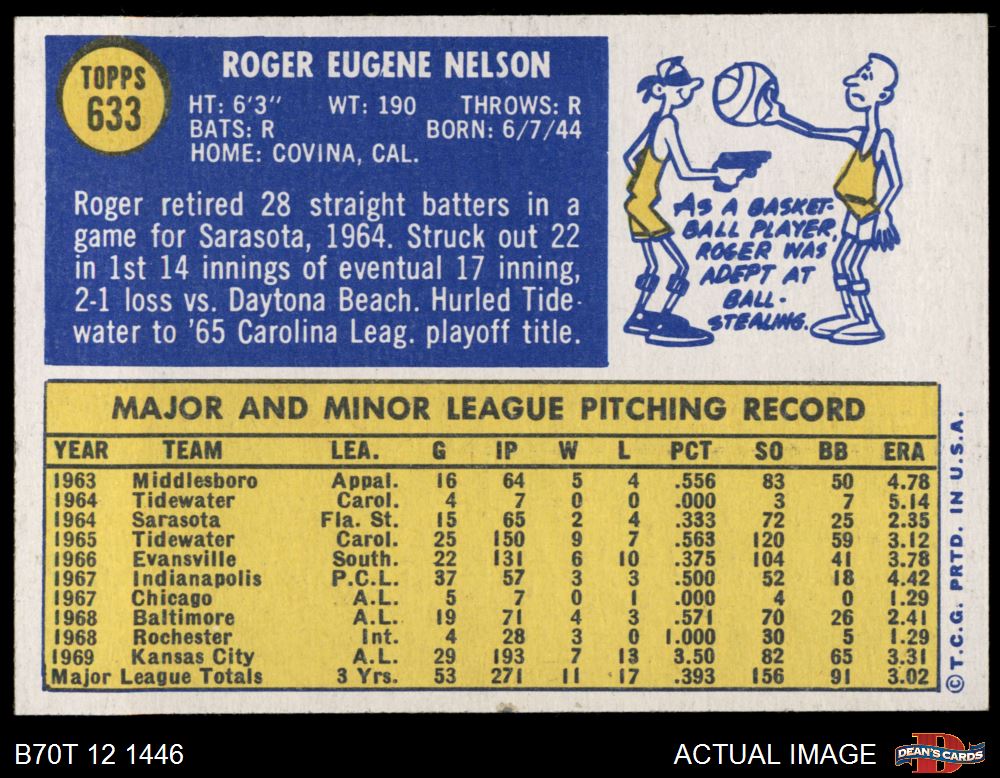 TOPPS
633
ROGER EUGENE NELSON
HT: 6'3" WT: 190 THROWS: R
BATS: R BORN: 6/7/44
HOME: COVINA, CAL.
Roger retired 28 straight batters in a
game for Sarasota, 1964. Struck out 22
in 1st 14 innings of eventual 17 inning,
2-1 loss vs. Daytona Beach. Hurled Tide-
water to '65 Carolina Leag. playoff title.
AS A BASKET-
BALL PLAYER,
ROGER WAS
ADEPT AT
BALL-
STEALING.
MAJOR AND MINOR LEAGUE PITCHING RECORD
YEAR TEAM LEA. G IP W L PCT SO BB ERA
1963 Middlesboro Appal. 16 64 5 4 .556 83 50 4.78
1964 Tidewater Carol. 4 7 0 0 .000 3 7 5.14
1964 Sarasota Fla. St. 15 65 2 4 .333 72 25 2.35
1965 Tidewater Carol. 25 150 9 7 .563 120 59 3.12
1966 Evansville South. 22 131 6 10 .375 104 41 3.78
1967 Indianapolis P.C.L. 37 57 3 3 .500 52 18 4.42
1967 Chicago A.L. 5 7 0 1 .000 4 0 1.29
1968 Baltimore A.L. 19 71 4 3 .571 70 26 2.41
1968 Rochester Int. 4 28 3 0 1.000 30 5 1.29
1969 Kansas City A.L. 29 193 7 13 3.50 82 65 3.31
Major League Totals 3 Yrs. 53 271 11 17 .393 156 91 3.02
© T.C.G. PRTD. IN U.S.A.
B70T 12 1446
ACTUAL IMAGE
DEAN'S CARDS